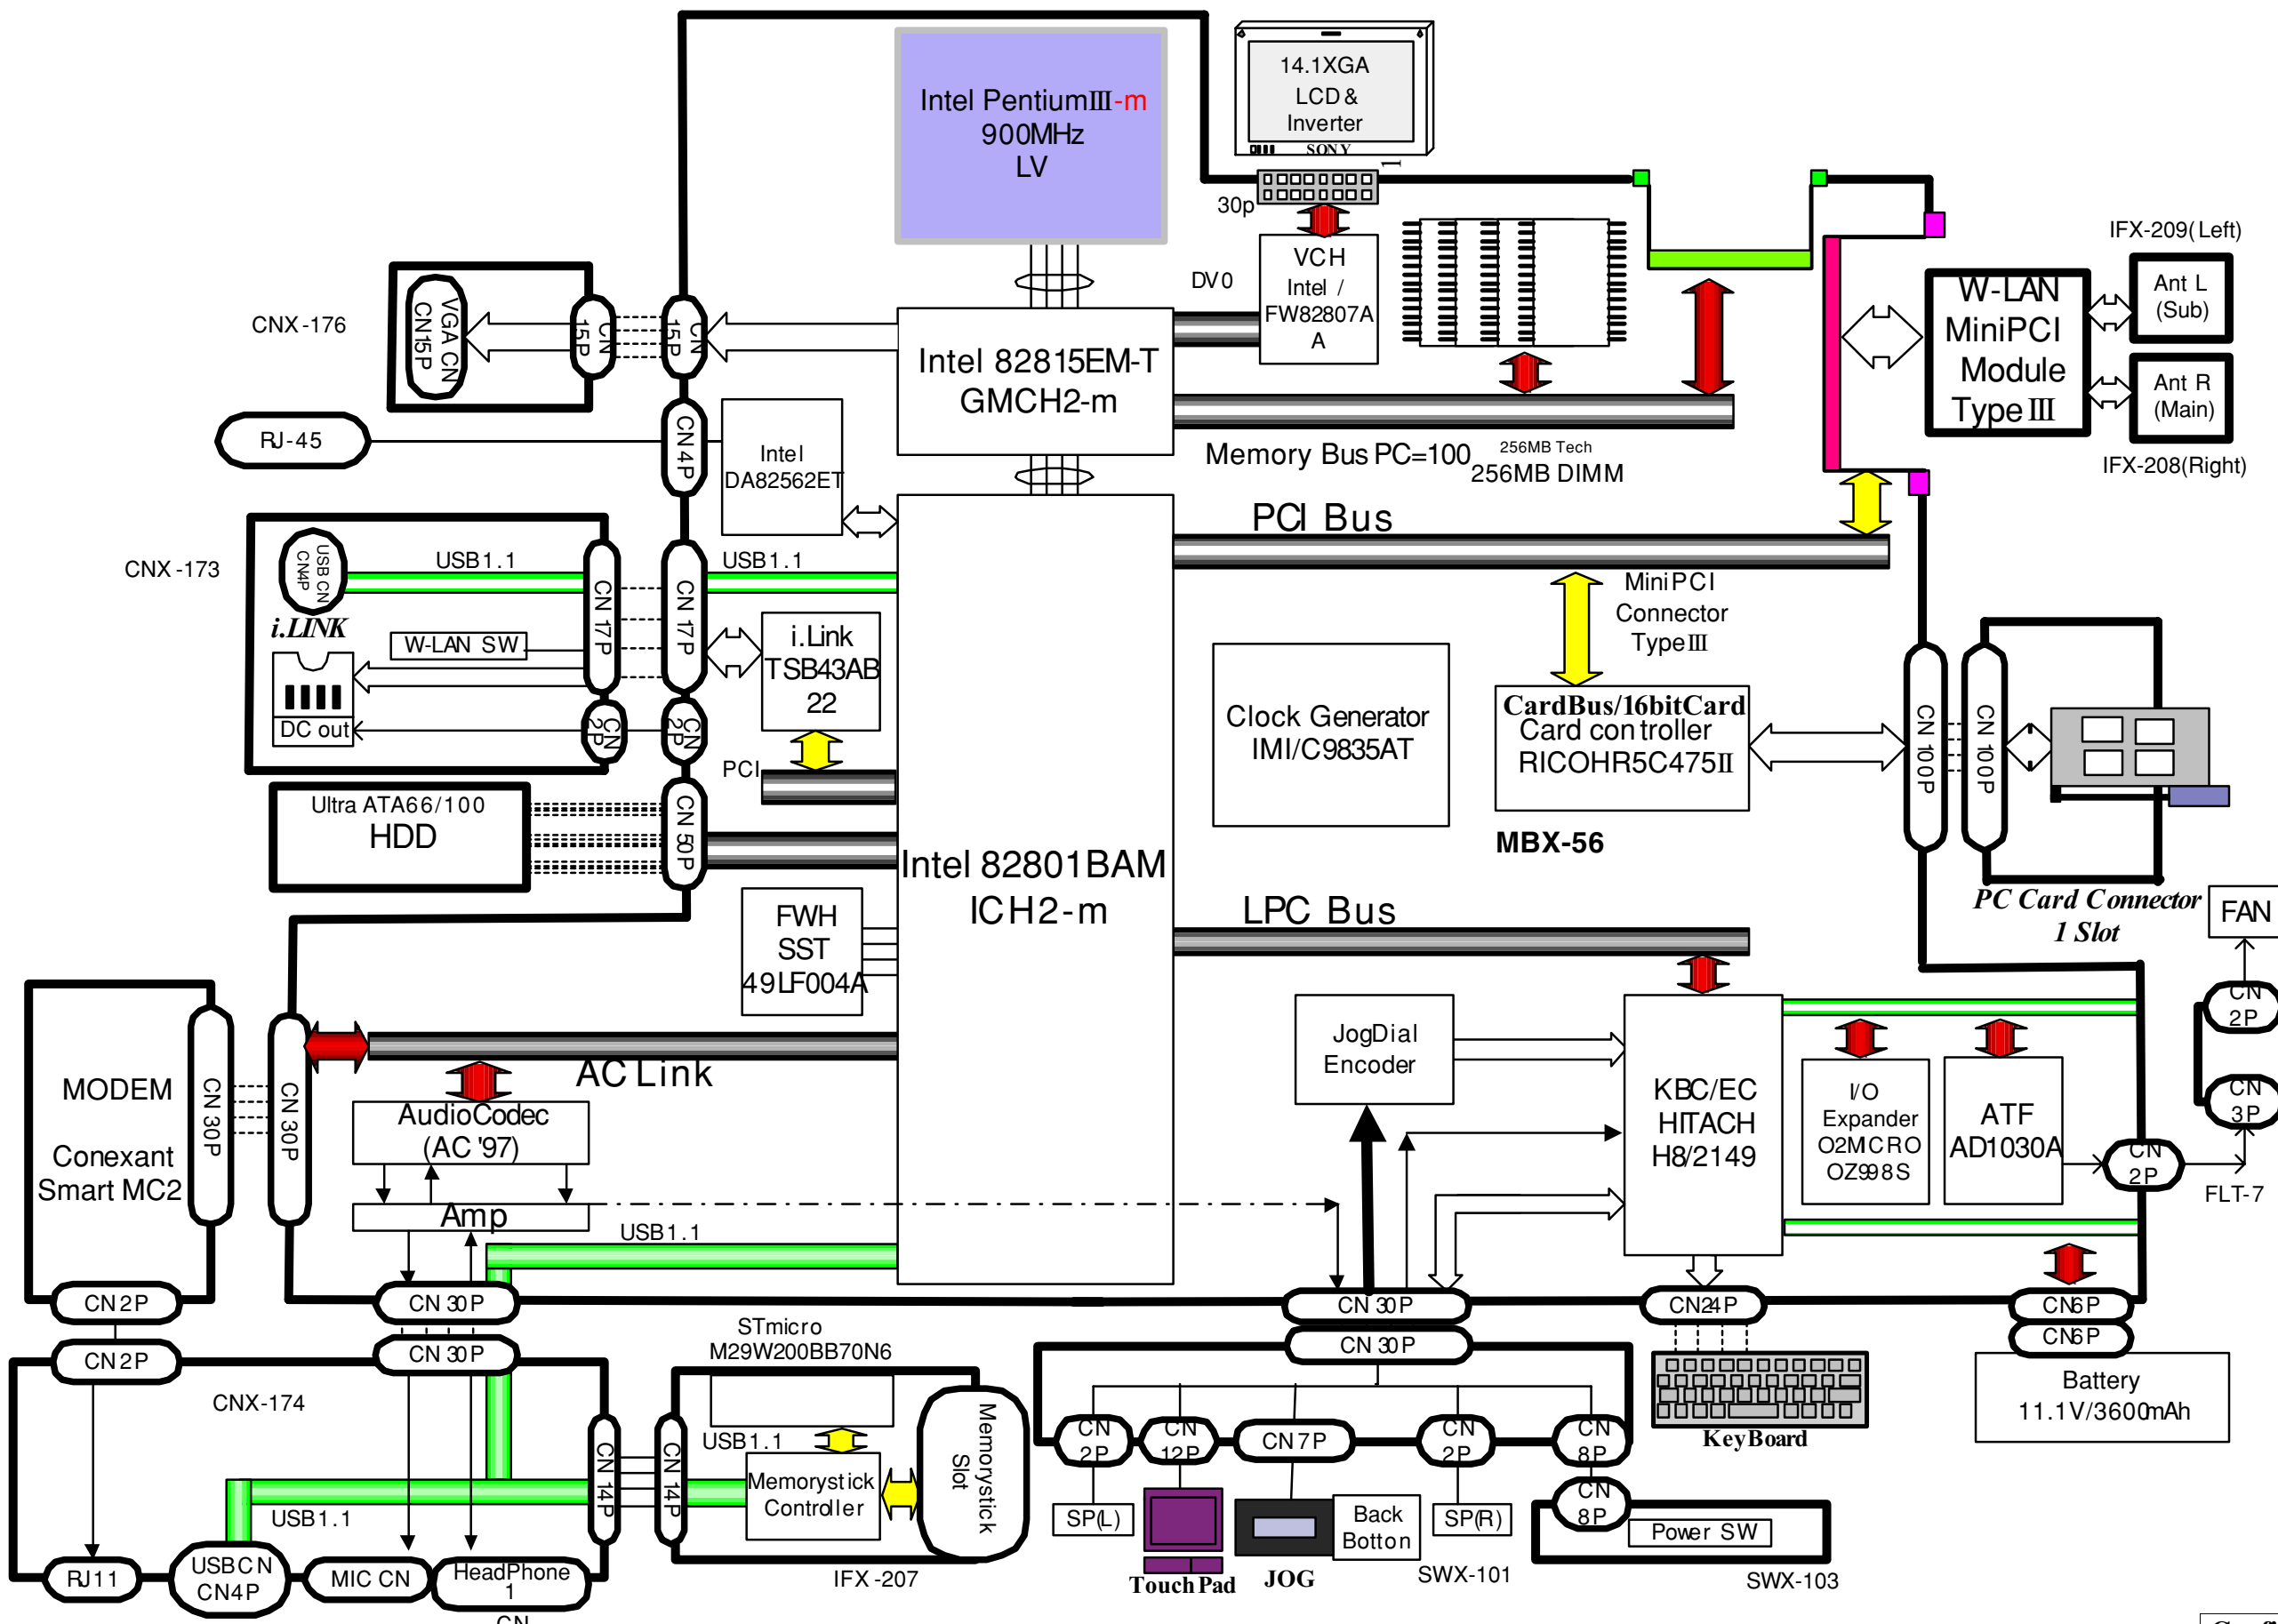 Intel PentiumⅢ-m
900MHz
LV
14.1XGA
LCD &
Inverter
SONY
1
30p
VCH
Intel /
FW82807A
A
DV0
IFX-209(Left)
Ant L
(Sub)
W-LAN
MiniPCI
Module
TypeⅢ
Ant R
(Main)
IFX-208(Right)
CNX-176
VGA CN
CN15P
CN
15P
CN
15P
Intel 82815EM-T
GMCH2-m
RJ-45
CN4P
Intel
DA82562ET
Memory Bus PC=100
256MB Tech
256MB DIMM
PCI Bus
CNX-173
USB CN
CN4P
USB1.1
USB1.1
i.LINK
W-LAN SW
CN 17P
CN 17P
i.Link
TSB43AB
22
DC out
CN
2P
CN
2P
PCI
MiniPCI
Connector
TypeⅢ
Clock Generator
IMI/C9835AT
CardBus/16bitCard
Card controller
RICOHR5C475Ⅱ
MBX-56
CN 100P
CN 100P
PC Card Connector
1 Slot
Ultra ATA66/100
HDD
CN 50P
Intel 82801BAM
ICH2-m
FWH
SST
49LF004A
LPC Bus
FAN
CN
2P
CN
3P
FLT-7
MODEM
Conexant
Smart MC2
CN 30P
CN 30P
AC Link
AudioCodec
(AC '97)
Amp
USB1.1
JogDial
Encoder
KBC/EC
HITACH
H8/2149
I/O
Expander
O2MCRO
OZ998S
ATF
AD1030A
CN
2P
CN2P
CN 30P
CN 30P
CN24P
CN6P
CN2P
CN 30P
CN 30P
CN6P
CNX-174
STmicro
M29W200BB70N6
USB1.1
Memorystick
Controller
Memorystick
Slot
CN 14P
CN 14P
USB1.1
RJ11
USBCN
CN4P
MIC CN
HeadPhone
1
CN
IFX-207
CN
2P
CN
12P
CN7P
CN
2P
CN
8P
CN
8P
SP(L)
TouchPad
JOG
Back
Botton
SP(R)
SWX-101
Power SW
SWX-103
KeyBoard
Battery
11.1V/3600mAh